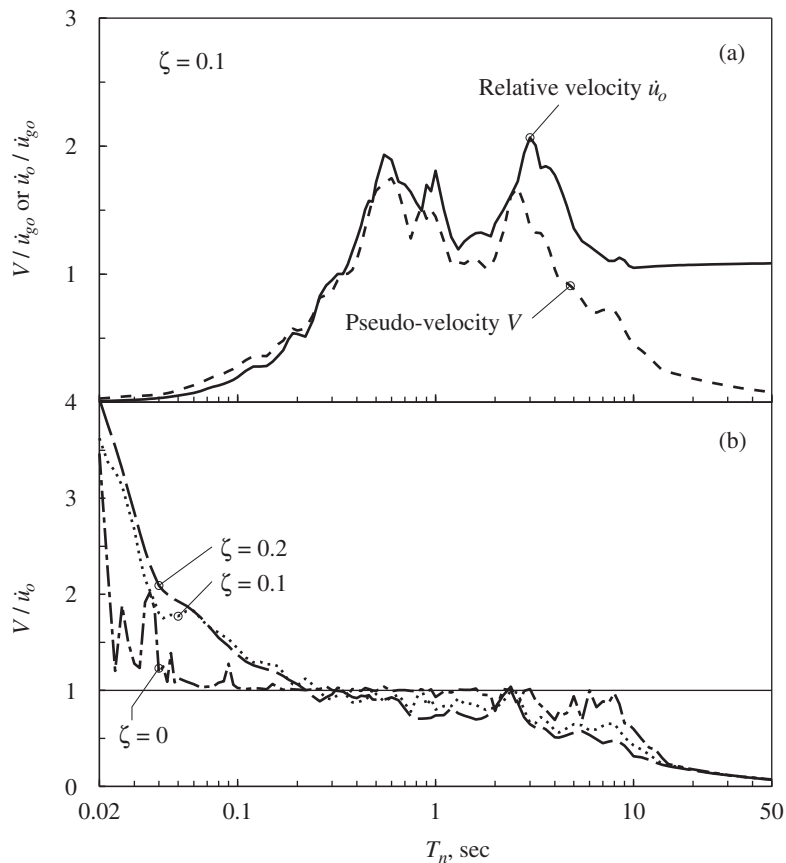 3
ζ = 0.1
(a)
Relative velocity u̇ₒ
2
V / u̇gₒ or u̇ₒ / u̇gₒ
1
Pseudo-velocity V
0
4
(b)
3
ζ = 0.2
ζ = 0.1
2
V / u̇ₒ
1
ζ = 0
0
0.02 0.1 1 10 50
Tₙ, sec